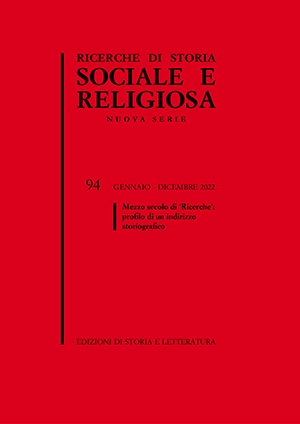 RICERCHE DI STORIA
SOCIALE E
RELIGIOSA
NUOVA SERIE
94 GENNAIO - DICEMBRE 2022
Mezzo secolo di 'Ricerche':
profilo di un indirizzo
storiografico
EDIZIONI DI STORIA E LETTERATURA